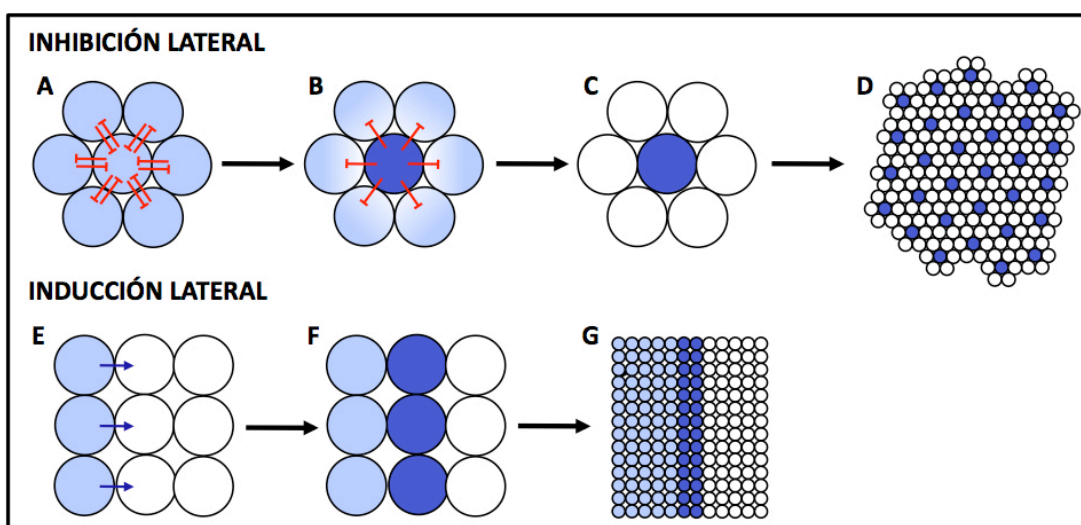 INHIBICIÓN LATERAL
A
B
C
D
INDUCCIÓN LATERAL
E
F
G